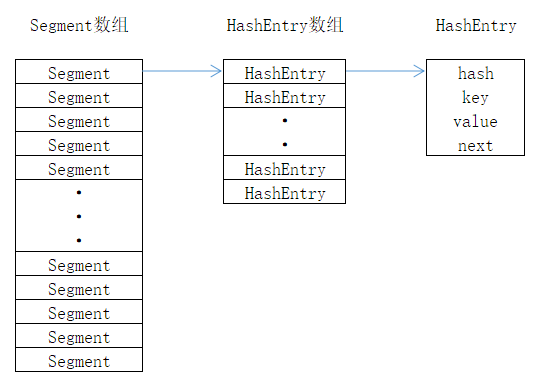 Segment数组
HashEntry数组
HashEntry
Segment
Segment
Segment
Segment
Segment
Segment
Segment
Segment
Segment
Segment
HashEntry
HashEntry
HashEntry
HashEntry
hash
key
value
next